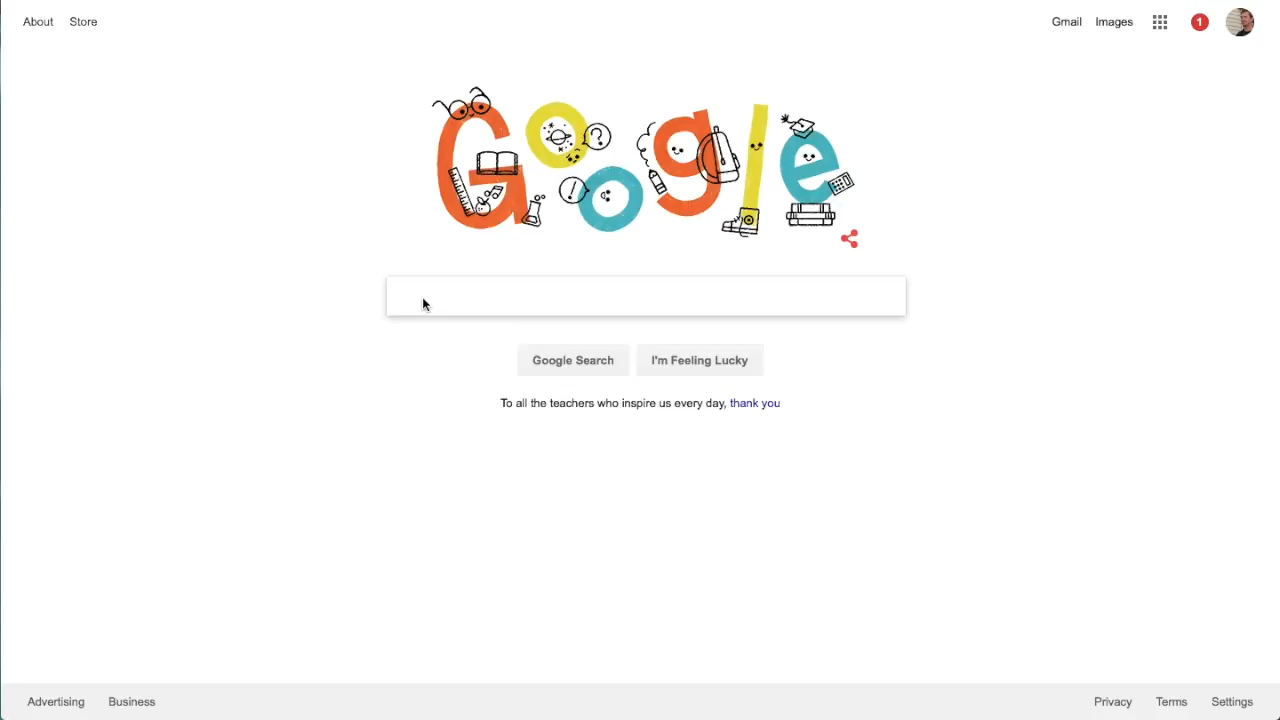 About Store
Gmail Images 1
Google
Google Search I'm Feeling Lucky
To all the teachers who inspire us every day, thank you
Advertising Business
Privacy Terms Settings